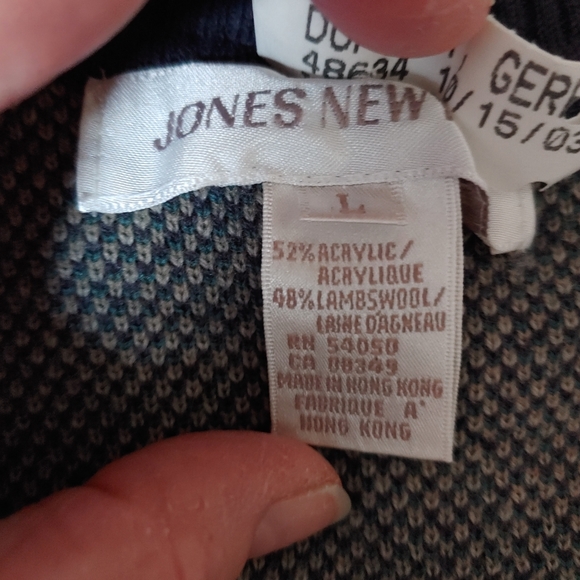 48634
GER
10/15/03
JONES NEW
L
52% ACRYLIC/
ACRYLIQUE
48% LAMBSWOOL/
LAINE D'AGNEAU
RN 54050
CA 08349
MADE IN HONG KONG
FABRIQUE A'
HONG KONG